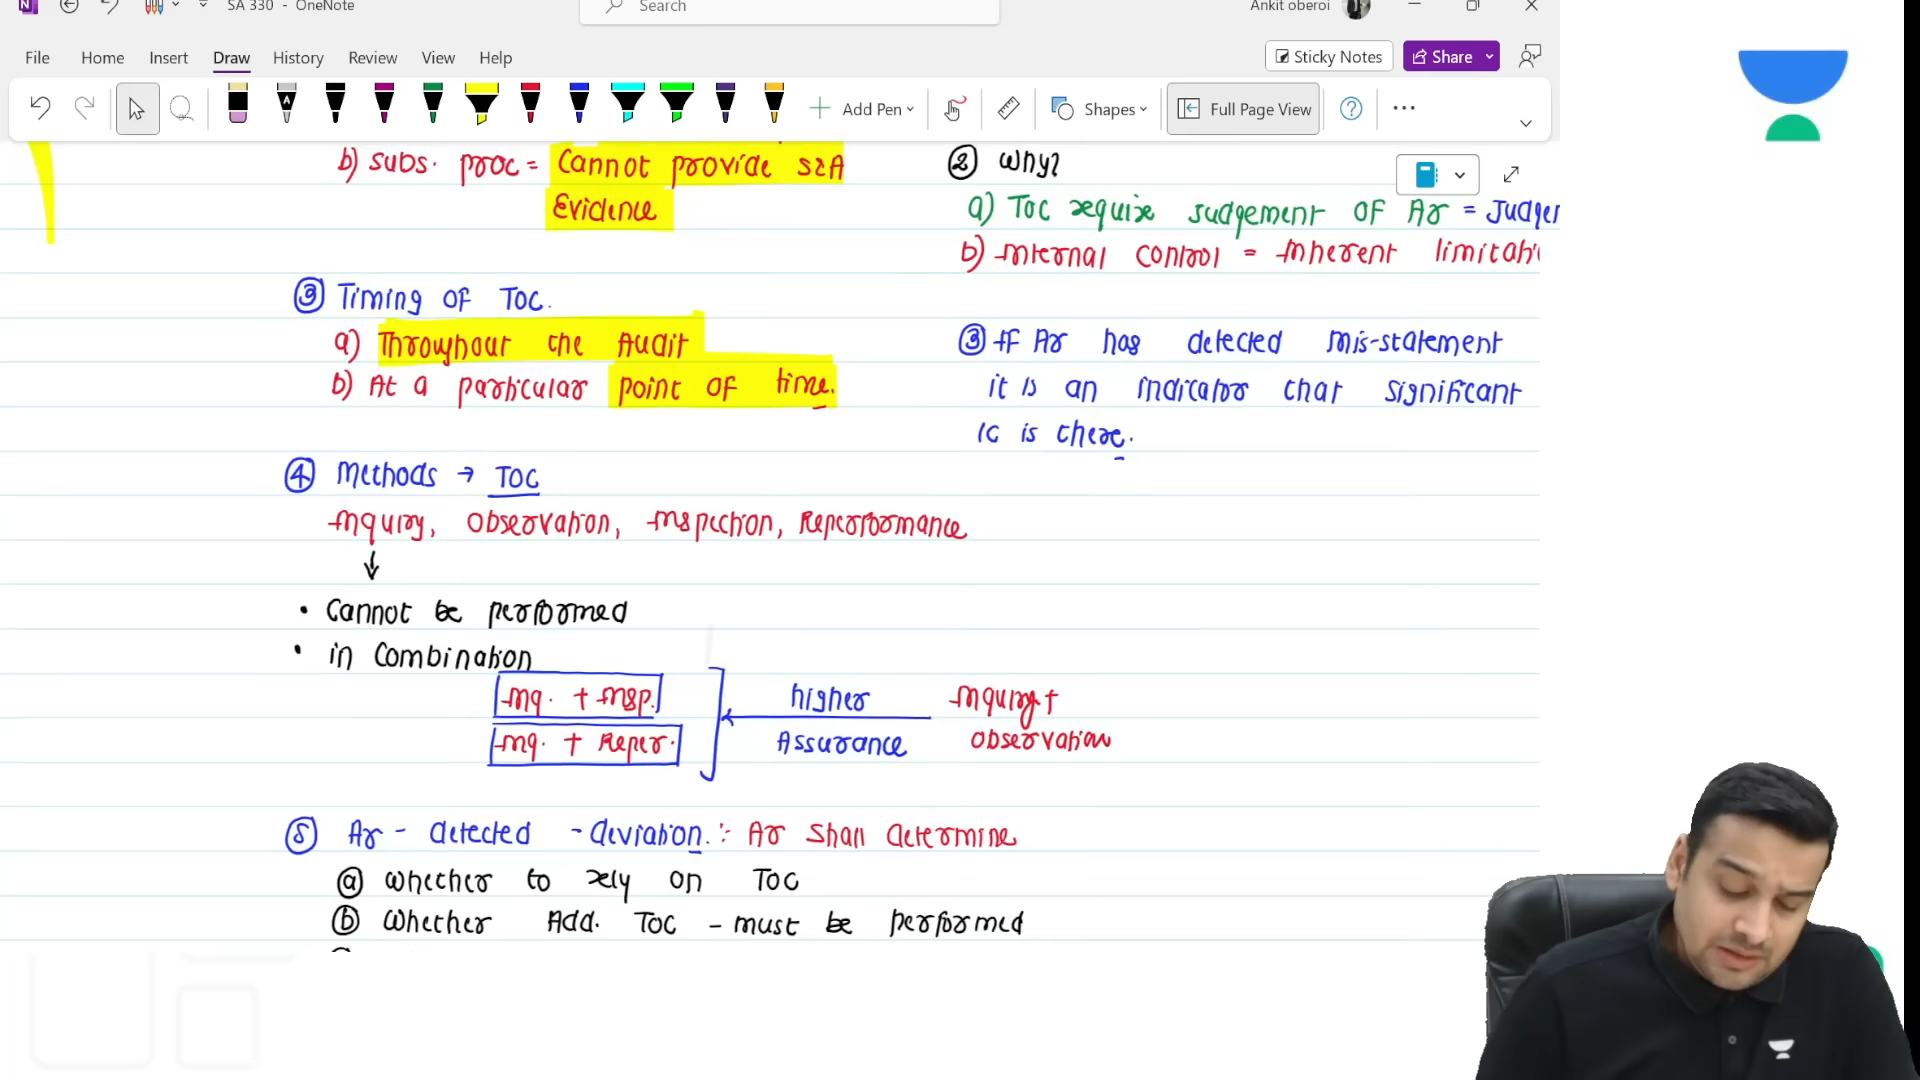 SA 330 - OneNote
Search
Ankit oberoi
File Home Insert Draw History Review View Help
Sticky Notes
Share
Add Pen
Shapes
Full Page View
b) Subs. proc = Cannot provide S&A
Evidence
③ Timing of TOC.
a) Throughout the Audit
b) At a particular point of time.
④ Methods → TOC
Inquiry, Observation, Inspection, Reperformance
• Cannot be performed
• in Combination
Inq. + Insp.
Inq. + Reper.
higher
Assurance
Inquiry +
Observation
⑤ Ar - detected - deviation ∵ Ar shall determine
ⓐ Whether to rely on TOC
ⓑ Whether Add. TOC - must be performed
② Why?
a) TOC require Judgement of Ar = Judge
b) Internal Control = Inherent limitati
③ If Ar has detected mis-statement
it is an indicator that significant
IC is there.